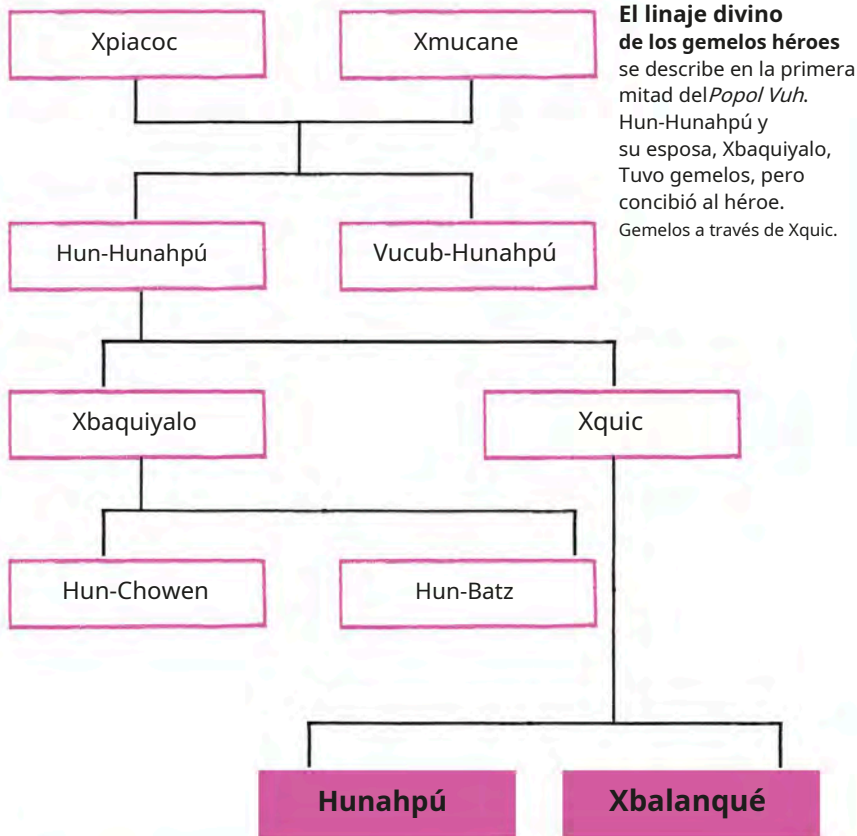 Xpiacoc
Xmucane
El linaje divino
de los gemelos héroes
se describe en la primera
mitad delPopol Vuh.
Hun-Hunahpú y
su esposa, Xbaquiyalo,
Tuvo gemelos, pero
concibió al héroe.
Gemelos a través de Xquic.
Hun-Hunahpú
Vucub-Hunahpú
Xbaquiyalo
Xquic
Hun-Chowen
Hun-Batz
Hunahpú
Xbalanqué